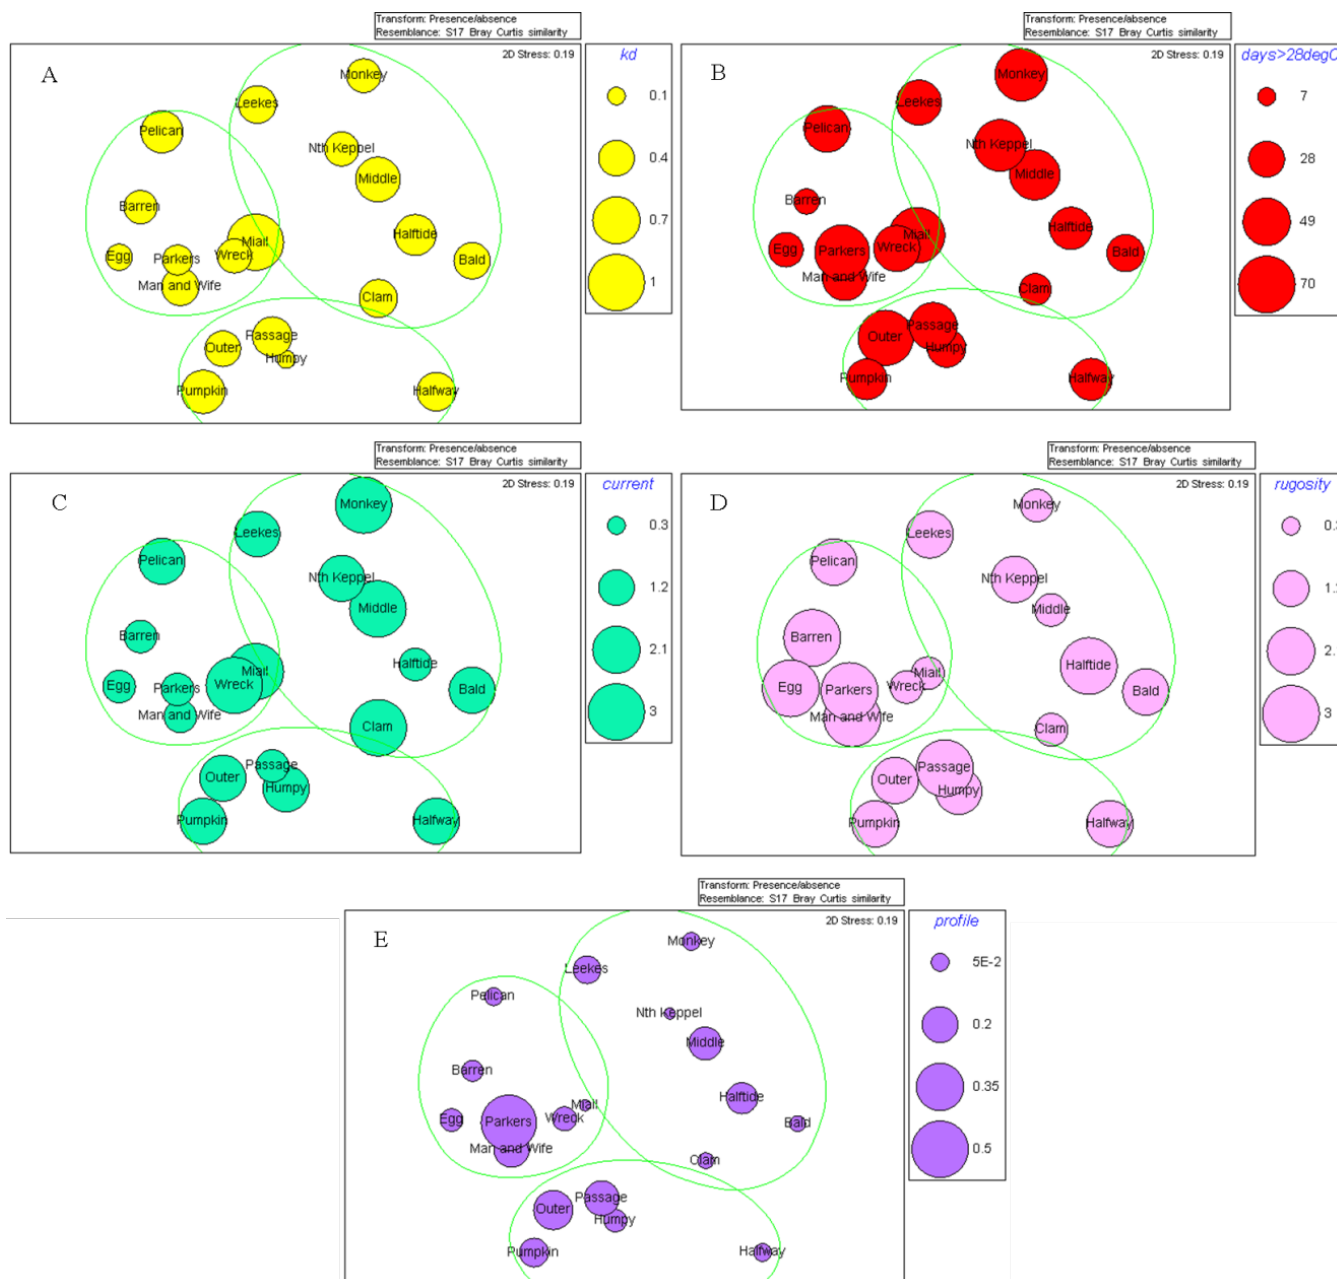 Transform: Presence/absence
Resemblance: S17 Bray Curtis similarity
A
2D Stress: 0.19
Monkey
Leekes
Pelican
Nth Keppel
Middle
Barren
Halftide
Miall
Egg
Parkers
Wreck
Bald
Man and Wife
Clam
Passage
Outer
Humpy
Pumpkin
Halfway
kd
0.1
0.4
0.7
1
Transform: Presence/absence
Resemblance: S17 Bray Curtis similarity
B
2D Stress: 0.19
Monkey
Leekes
Pelican
Nth Keppel
Middle
Barren
Halftide
Miall
Egg
Parkers
Wreck
Bald
Man and Wife
Clam
Passage
Outer
Humpy
Pumpkin
Halfway
days>28degC
7
28
49
70
Transform: Presence/absence
Resemblance: S17 Bray Curtis similarity
C
2D Stress: 0.19
Monkey
Leekes
Pelican
Nth Keppel
Middle
Barren
Halftide
Miall
Egg
Parkers
Wreck
Bald
Man and Wife
Clam
Passage
Outer
Humpy
Pumpkin
Halfway
current
0.3
1.2
2.1
3
Transform: Presence/absence
Resemblance: S17 Bray Curtis similarity
D
2D Stress: 0.19
Monkey
Leekes
Pelican
Nth Keppel
Middle
Barren
Halftide
Miall
Egg
Parkers
Wreck
Bald
Man and Wife
Clam
Passage
Outer
Humpy
Pumpkin
Halfway
rugosity
3
Transform: Presence/absence
Resemblance: S17 Bray Curtis similarity
E
2D Stress: 0.19
Monkey
Leekes
Pelican
Nth Keppel
Middle
Barren
Halftide
Miall
Egg
Parkers
Wreck
Bald
Man and Wife
Clam
Passage
Outer
Humpy
Pumpkin
Halfway
profile
5E-2
0.2
0.35
0.5